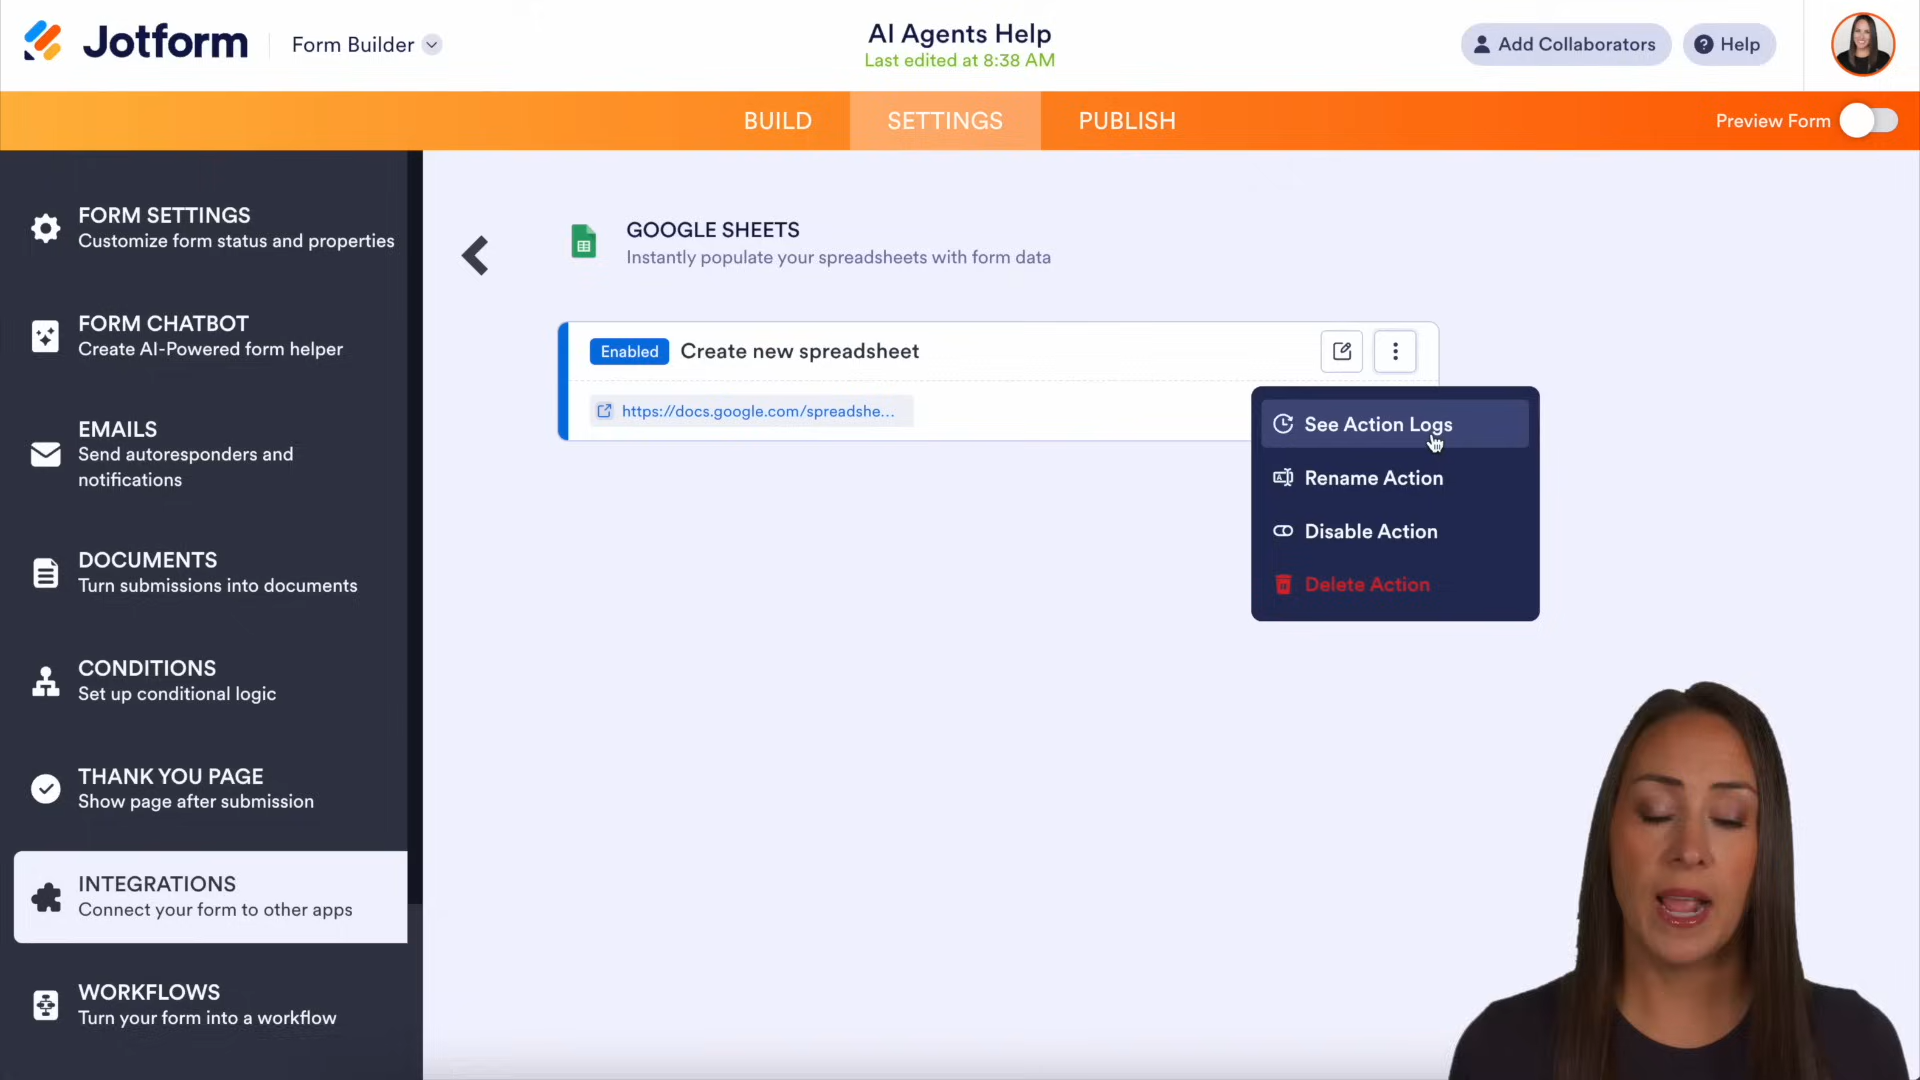 Jotform
Form Builder
AI Agents Help
Last edited at 8:38 AM
Add Collaborators
Help
BUILD
SETTINGS
PUBLISH
Preview Form
FORM SETTINGS
Customize form status and properties
FORM CHATBOT
Create AI-Powered form helper
EMAILS
Send autoresponders and
notifications
DOCUMENTS
Turn submissions into documents
CONDITIONS
Set up conditional logic
THANK YOU PAGE
Show page after submission
INTEGRATIONS
Connect your form to other apps
WORKFLOWS
Turn your form into a workflow
GOOGLE SHEETS
Instantly populate your spreadsheets with form data
Enabled
Create new spreadsheet
https://docs.google.com/spreadshe...
See Action Logs
Rename Action
Disable Action
Delete Action